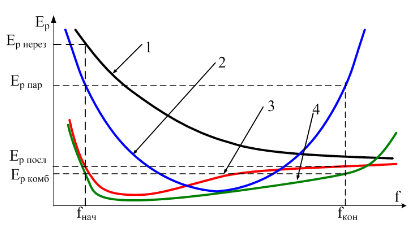 Eр
Eр нерез
1
2
Eр пар
3
4
Eр посл
Eр комб
f
fнач
fкон